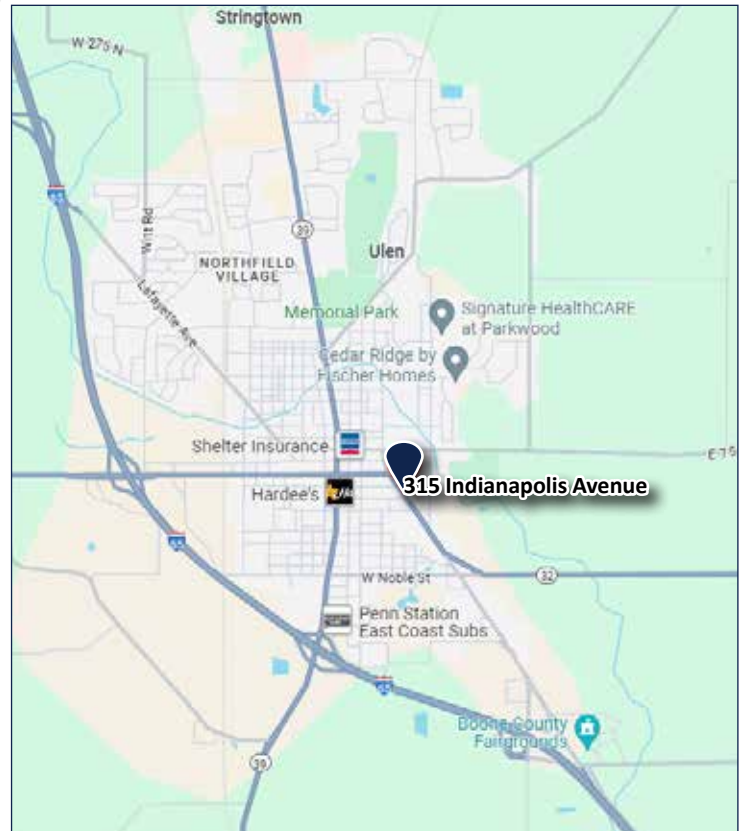 Stringtown
W 275 N
65
Witt Rd
39
Ulen
NORTHFIELD
VILLAGE
Lafayette Ave
Memorial Park
Signature HealthCARE
at Parkwood
Cedar Ridge by
Fischer Homes
Shelter Insurance
E 75
315 Indianapolis Avenue
Hardee's
65
W Noble St
32
Penn Station
East Coast Subs
65
Boone County
Fairgrounds
39